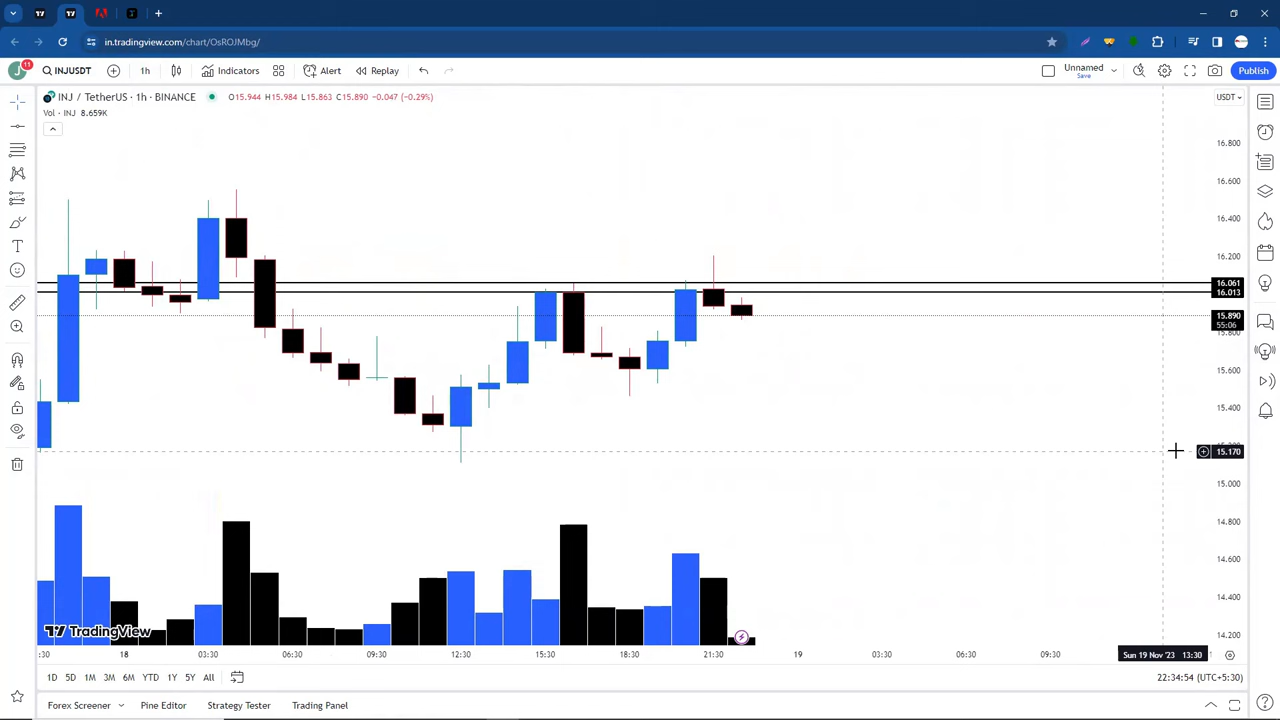 in.tradingview.com/chart/OsROJMbg/
J 11 INJUSDT 1h Indicators Alert Replay Unnamed Save Publish
INJ / TetherUS · 1h · BINANCE O15.944 H15.984 L15.863 C15.890 −0.047 (−0.29%) USDT
Vol · INJ 8.659K
16.800
16.600
16.400
16.200
16.061
16.013
15.890
55:06
15.800
15.600
15.400
15.170
15.000
14.800
14.600
14.400
14.200
TradingView
:30 18 03:30 06:30 09:30 12:30 15:30 18:30 21:30 19 03:30 06:30 09:30 Sun 19 Nov '23 13:30
1D 5D 1M 3M 6M YTD 1Y 5Y All 22:34:54 (UTC+5:30)
Forex Screener Pine Editor Strategy Tester Trading Panel